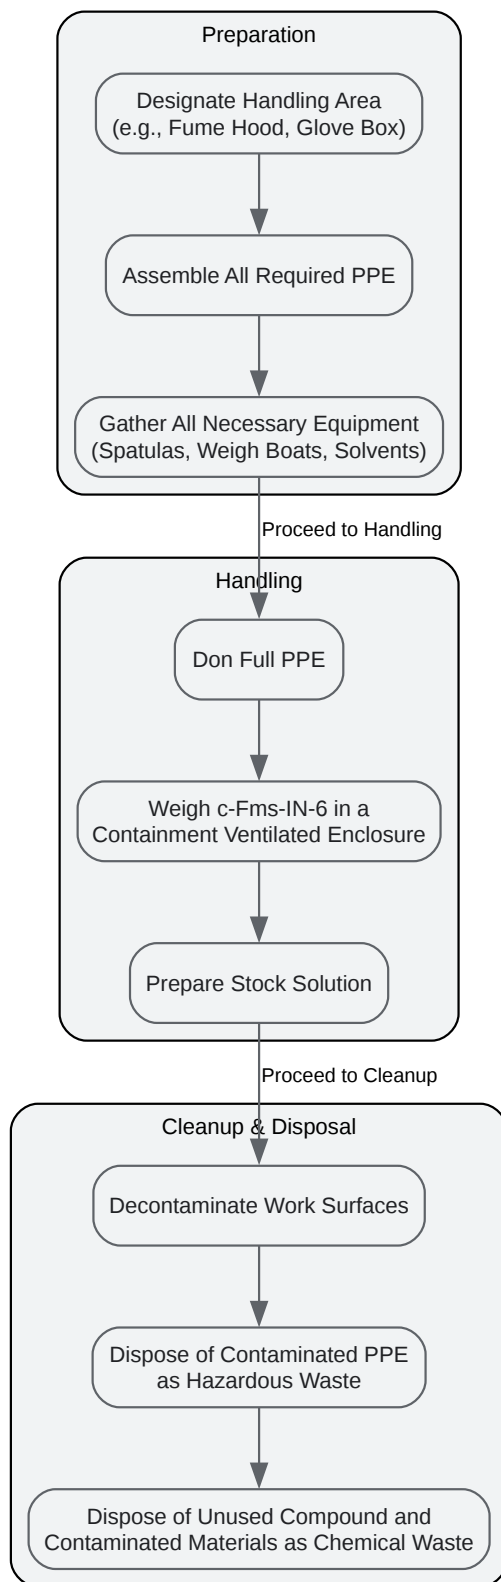 Preparation
Designate Handling Area
(e.g., Fume Hood, Glove Box)
Assemble All Required PPE
Gather All Necessary Equipment
(Spatulas, Weigh Boats, Solvents)
Proceed to Handling
Handling
Don Full PPE
Weigh c-Fms-IN-6 in a
Containment Ventilated Enclosure
Prepare Stock Solution
Proceed to Cleanup
Cleanup & Disposal
Decontaminate Work Surfaces
Dispose of Contaminated PPE
as Hazardous Waste
Dispose of Unused Compound and
Contaminated Materials as Chemical Waste